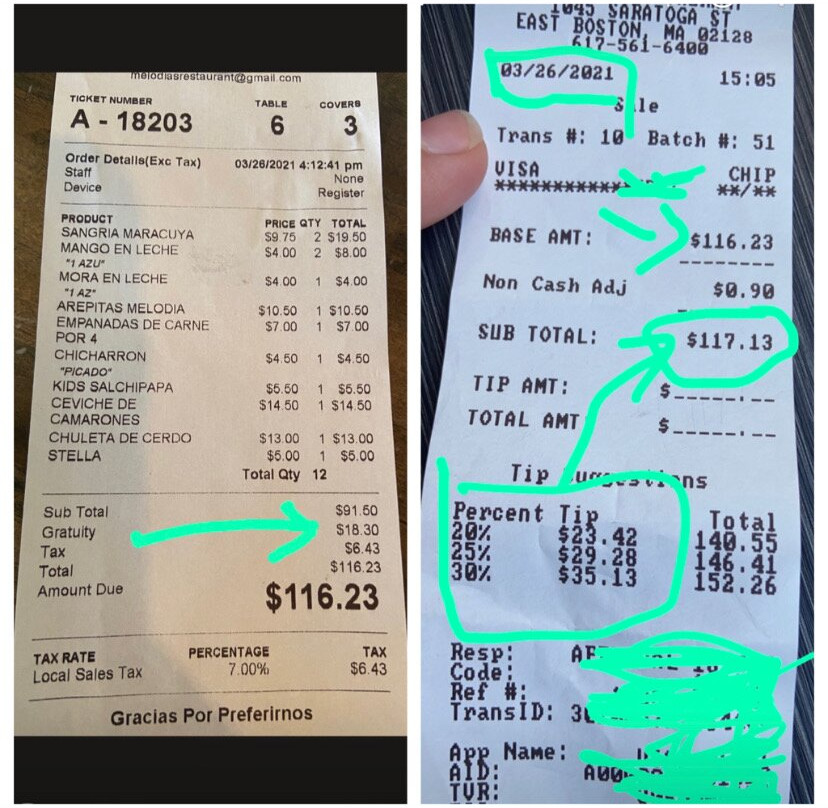 melodiasrestaurant@gmail.com
TICKET NUMBER TABLE COVERS
A - 18203 6 3
Order Details(Exc Tax) 03/26/2021 4:12:41 pm
Staff None
Device Register
PRODUCT PRICE QTY TOTAL
SANGRIA MARACUYA $9.75 2 $19.50
MANGO EN LECHE $4.00 2 $8.00
"1 AZU"
MORA EN LECHE $4.00 1 $4.00
"1 AZ"
AREPITAS MELODIA $10.50 1 $10.50
EMPANADAS DE CARNE $7.00 1 $7.00
POR 4
CHICHARRON $4.50 1 $4.50
"PICADO"
KIDS SALCHIPAPA $5.50 1 $5.50
CEVICHE DE $14.50 1 $14.50
CAMARONES
CHULETA DE CERDO $13.00 1 $13.00
STELLA $5.00 1 $5.00
Total Qty 12
Sub Total $91.50
Gratuity $18.30
Tax $6.43
Total $116.23
Amount Due $116.23
TAX RATE PERCENTAGE TAX
Local Sales Tax 7.00% $6.43
Gracias Por Preferirnos
1045 SARATOGA ST
EAST BOSTON, MA 02128
617-561-6400
03/26/2021 15:05
Sale
Trans #: 10 Batch #: 51
VISA CHIP
************ **/**
BASE AMT: $116.23
--------
Non Cash Adj $0.90
SUB TOTAL: $117.13
TIP AMT: $_____.__
TOTAL AMT $_____.__
Tip Suggestions
Percent Tip Total
20% $23.42 140.55
25% $29.28 146.41
30% $35.13 152.26
Resp:
Code:
Ref #:
TransID:
App Name:
AID:
TVR: